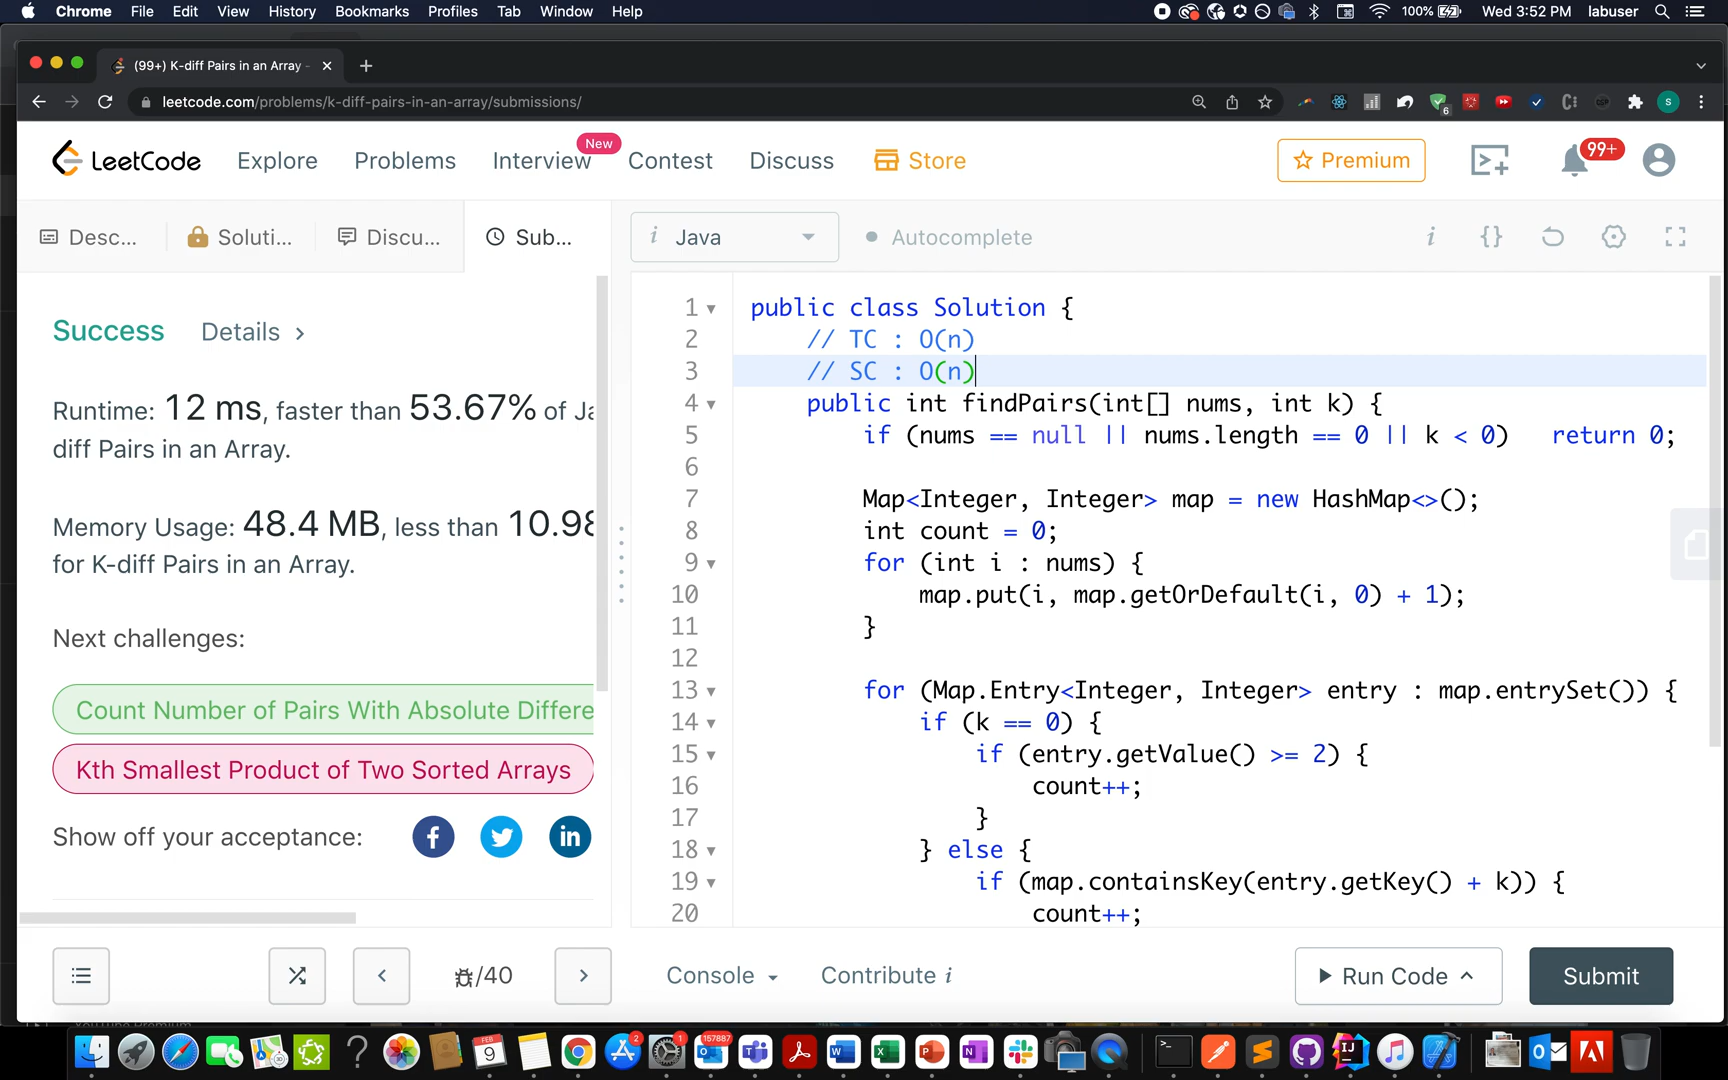 Chrome File Edit View History Bookmarks Profiles Tab Window Help 100% Wed 3:52 PM labuser
(99+) K-diff Pairs in an Array -
leetcode.com/problems/k-diff-pairs-in-an-array/submissions/
6
S
LeetCode Explore Problems Interview New Contest Discuss Store Premium 99+
Desc... Soluti... Discu... Sub...
i Java Autocomplete i {}
Success Details >
Runtime: 12 ms, faster than 53.67% of Ja
diff Pairs in an Array.
Memory Usage: 48.4 MB, less than 10.98
for K-diff Pairs in an Array.
Next challenges:
Count Number of Pairs With Absolute Differe
Kth Smallest Product of Two Sorted Arrays
Show off your acceptance: f in
1 public class Solution {
2 // TC : O(n)
3 // SC : O(n)
4 public int findPairs(int[] nums, int k) {
5 if (nums == null || nums.length == 0 || k < 0) return 0;
6
7 Map<Integer, Integer> map = new HashMap<>();
8 int count = 0;
9 for (int i : nums) {
10 map.put(i, map.getOrDefault(i, 0) + 1);
11 }
12
13 for (Map.Entry<Integer, Integer> entry : map.entrySet()) {
14 if (k == 0) {
15 if (entry.getValue() >= 2) {
16 count++;
17 }
18 } else {
19 if (map.containsKey(entry.getKey() + k)) {
20 count++;
/40
Console Contribute i Run Code Submit
YouTube Premium
FEB
9
2
1
157887